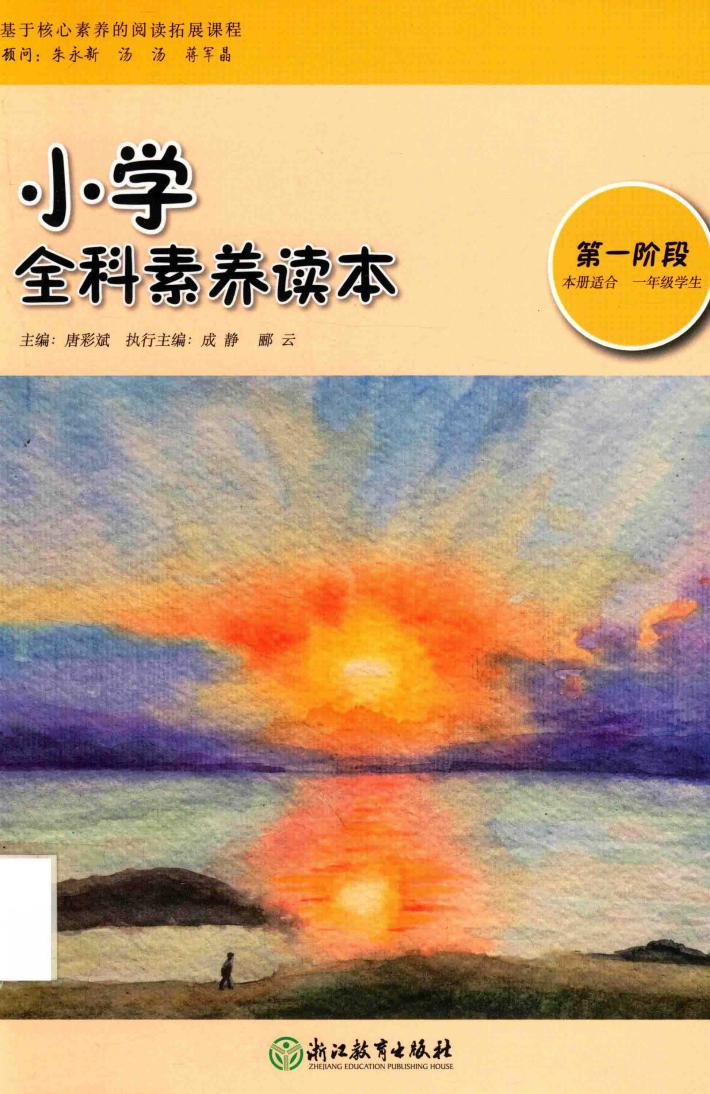 基于核心素养的阅读拓展课程
顾问：朱永新 汤 汤 蒋军晶
小学
全科素养读本
第一阶段
本册适合 一年级学生
主编：唐彩斌 执行主编：成 静 郦 云
浙江教育出版社
ZHEJIANG EDUCATION PUBLISHING HOUSE